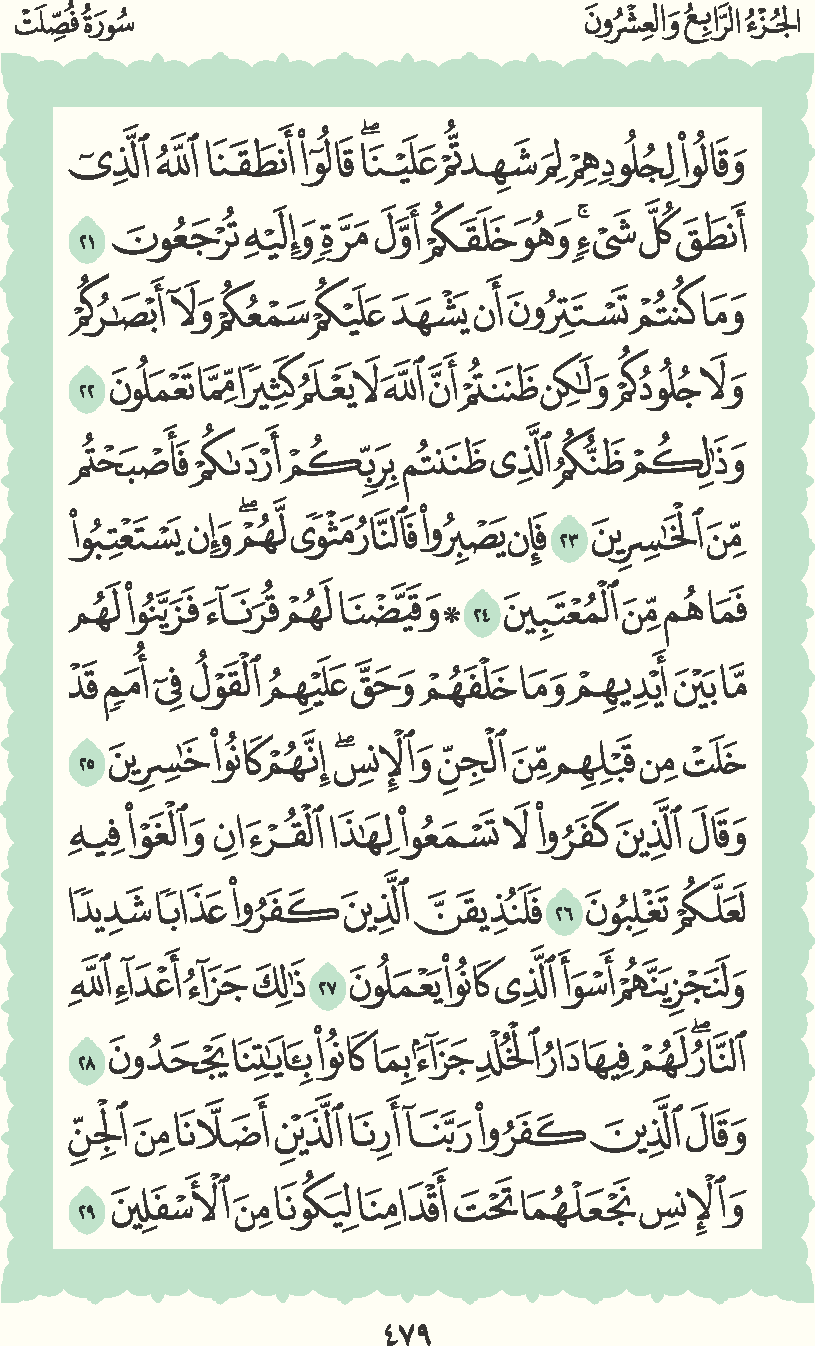 الجُزْءُ الرَّابِعُ وَالعِشْرُونَ
سُورَةُ فُصِّلَتْ
وَقَالُوا۟ لِجُلُودِهِمْ لِمَ شَهِدتُّمْ عَلَيْنَا ۖ قَالُوٓا۟ أَنطَقَنَا ٱللَّهُ ٱلَّذِىٓ
أَنطَقَ كُلَّ شَىْءٍۢ ۚ وَهُوَ خَلَقَكُمْ أَوَّلَ مَرَّةٍۢ وَإِلَيْهِ تُرْجَعُونَ ٢١
وَمَا كُنتُمْ تَسْتَتِرُونَ أَن يَشْهَدَ عَلَيْكُمْ سَمْعُكُمْ وَلَآ أَبْصَـٰرُكُمْ
وَلَا جُلُودُكُمْ وَلَـٰكِن ظَنَنتُمْ أَنَّ ٱللَّهَ لَا يَعْلَمُ كَثِيرًۭا مِّمَّا تَعْمَلُونَ ٢٢
وَذَٰلِكُمْ ظَنُّكُمُ ٱلَّذِى ظَنَنتُم بِرَبِّكُمْ أَرْدَىٰكُمْ فَأَصْبَحْتُم
مِّنَ ٱلْخَـٰسِرِينَ ٢٣ فَإِن يَصْبِرُوا۟ فَٱلنَّارُ مَثْوًۭى لَّهُمْ ۖ وَإِن يَسْتَعْتِبُوا۟
فَمَا هُم مِّنَ ٱلْمُعْتَبِينَ ٢٤ * وَقَيَّضْنَا لَهُمْ قُرَنَآءَ فَزَيَّنُوا۟ لَهُم
مَّا بَيْنَ أَيْدِيهِمْ وَمَا خَلْفَهُمْ وَحَقَّ عَلَيْهِمُ ٱلْقَوْلُ فِىٓ أُمَمٍۢ قَدْ
خَلَتْ مِن قَبْلِهِم مِّنَ ٱلْجِنِّ وَٱلْإِنسِ ۖ إِنَّهُمْ كَانُوا۟ خَـٰسِرِينَ ٢٥
وَقَالَ ٱلَّذِينَ كَفَرُوا۟ لَا تَسْمَعُوا۟ لِهَـٰذَا ٱلْقُرْءَانِ وَٱلْغَوْا۟ فِيهِ
لَعَلَّكُمْ تَغْلِبُونَ ٢٦ فَلَنُذِيقَنَّ ٱلَّذِينَ كَفَرُوا۟ عَذَابًۭا شَدِيدًۭا
وَلَنَجْزِيَنَّهُمْ أَسْوَأَ ٱلَّذِى كَانُوا۟ يَعْمَلُونَ ٢٧ ذَٰلِكَ جَزَآءُ أَعْدَآءِ ٱللَّهِ
ٱلنَّارُ ۖ لَهُمْ فِيهَا دَارُ ٱلْخُلْدِ ۖ جَزَآءًۢ بِمَا كَانُوا۟ بِـَٔايَـٰتِنَا يَجْحَدُونَ ٢٨
وَقَالَ ٱلَّذِينَ كَفَرُوا۟ رَبَّنَآ أَرِنَا ٱلَّذَيْنِ أَضَلَّانَا مِنَ ٱلْجِنِّ
وَٱلْإِنسِ نَجْعَلْهُمَا تَحْتَ أَقْدَامِنَا لِيَكُونَا مِنَ ٱلْأَسْفَلِينَ ٢٩
٤٧٩